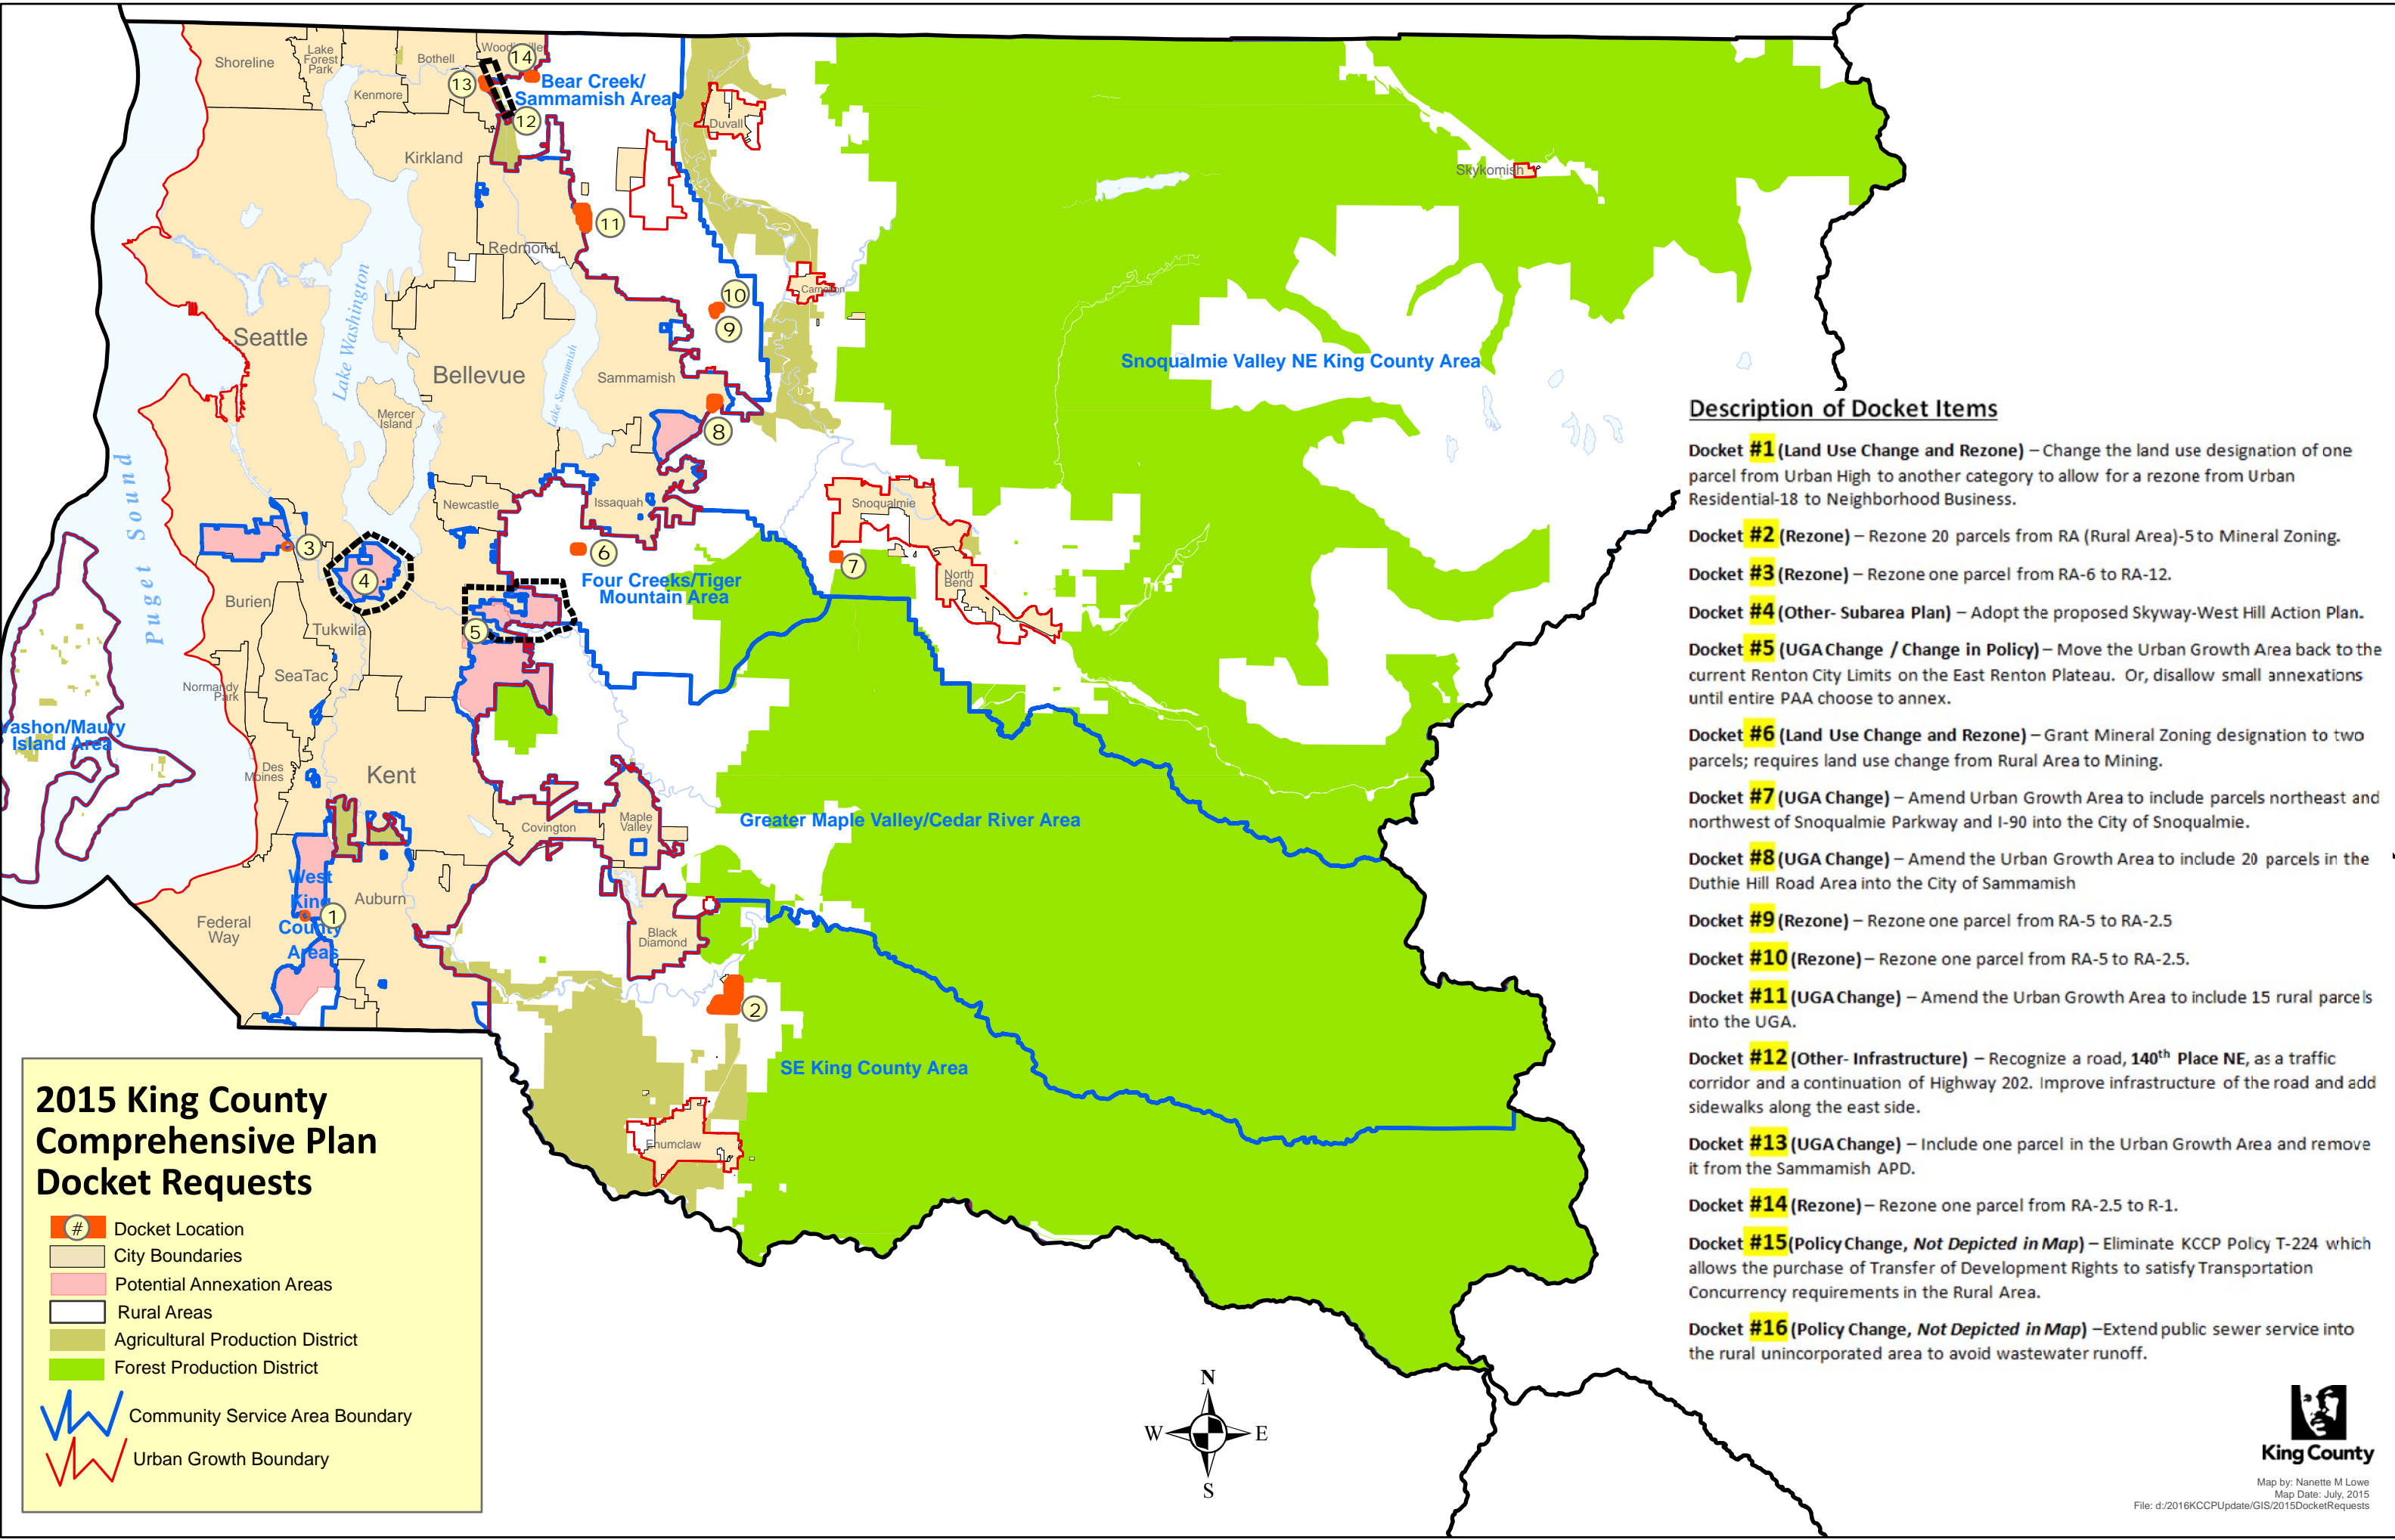 Shoreline
Lake
Forest
Park
Bothell
Woodinville
14
13
Kenmore
Bear Creek/
Sammamish Area
12
Duvall
Kirkland
Skykomish
11
Redmond
10
Carnation
9
Seattle
Lake Washington
Bellevue
Lake Sammamish
Sammamish
Snoqualmie Valley NE King County Area
Mercer
Island
8
Puget Sound
Newcastle
Issaquah
Snoqualmie
3
6
7
4
Four Creeks/Tiger
Mountain Area
North
Bend
Burien
Tukwila
5
SeaTac
Normandy
Park
Vashon/Maury
Island Area
Des
Moines
Kent
Covington
Maple
Valley
Greater Maple Valley/Cedar River Area
West
King
County
Areas
1
Auburn
Federal
Way
Black
Diamond
2
SE King County Area
Enumclaw
2015 King County
Comprehensive Plan
Docket Requests
# Docket Location
City Boundaries
Potential Annexation Areas
Rural Areas
Agricultural Production District
Forest Production District
Community Service Area Boundary
Urban Growth Boundary
N
W E
S
Description of Docket Items
Docket #1 (Land Use Change and Rezone) – Change the land use designation of one
parcel from Urban High to another category to allow for a rezone from Urban
Residential-18 to Neighborhood Business.
Docket #2 (Rezone) – Rezone 20 parcels from RA (Rural Area)-5 to Mineral Zoning.
Docket #3 (Rezone) – Rezone one parcel from RA-6 to RA-12.
Docket #4 (Other- Subarea Plan) – Adopt the proposed Skyway-West Hill Action Plan.
Docket #5 (UGA Change / Change in Policy) – Move the Urban Growth Area back to the
current Renton City Limits on the East Renton Plateau. Or, disallow small annexations
until entire PAA choose to annex.
Docket #6 (Land Use Change and Rezone) – Grant Mineral Zoning designation to two
parcels; requires land use change from Rural Area to Mining.
Docket #7 (UGA Change) – Amend Urban Growth Area to include parcels northeast and
northwest of Snoqualmie Parkway and I-90 into the City of Snoqualmie.
Docket #8 (UGA Change) – Amend the Urban Growth Area to include 20 parcels in the
Duthie Hill Road Area into the City of Sammamish
Docket #9 (Rezone) – Rezone one parcel from RA-5 to RA-2.5
Docket #10 (Rezone) – Rezone one parcel from RA-5 to RA-2.5.
Docket #11 (UGA Change) – Amend the Urban Growth Area to include 15 rural parcels
into the UGA.
Docket #12 (Other- Infrastructure) – Recognize a road, 140th Place NE, as a traffic
corridor and a continuation of Highway 202. Improve infrastructure of the road and add
sidewalks along the east side.
Docket #13 (UGA Change) – Include one parcel in the Urban Growth Area and remove
it from the Sammamish APD.
Docket #14 (Rezone) – Rezone one parcel from RA-2.5 to R-1.
Docket #15(Policy Change, Not Depicted in Map) – Eliminate KCCP Policy T-224 which
allows the purchase of Transfer of Development Rights to satisfy Transportation
Concurrency requirements in the Rural Area.
Docket #16 (Policy Change, Not Depicted in Map) –Extend public sewer service into
the rural unincorporated area to avoid wastewater runoff.
King County
Map by: Nanette M Lowe
Map Date: July, 2015
File: d:/2016KCCPUpdate/GIS/2015DocketRequests